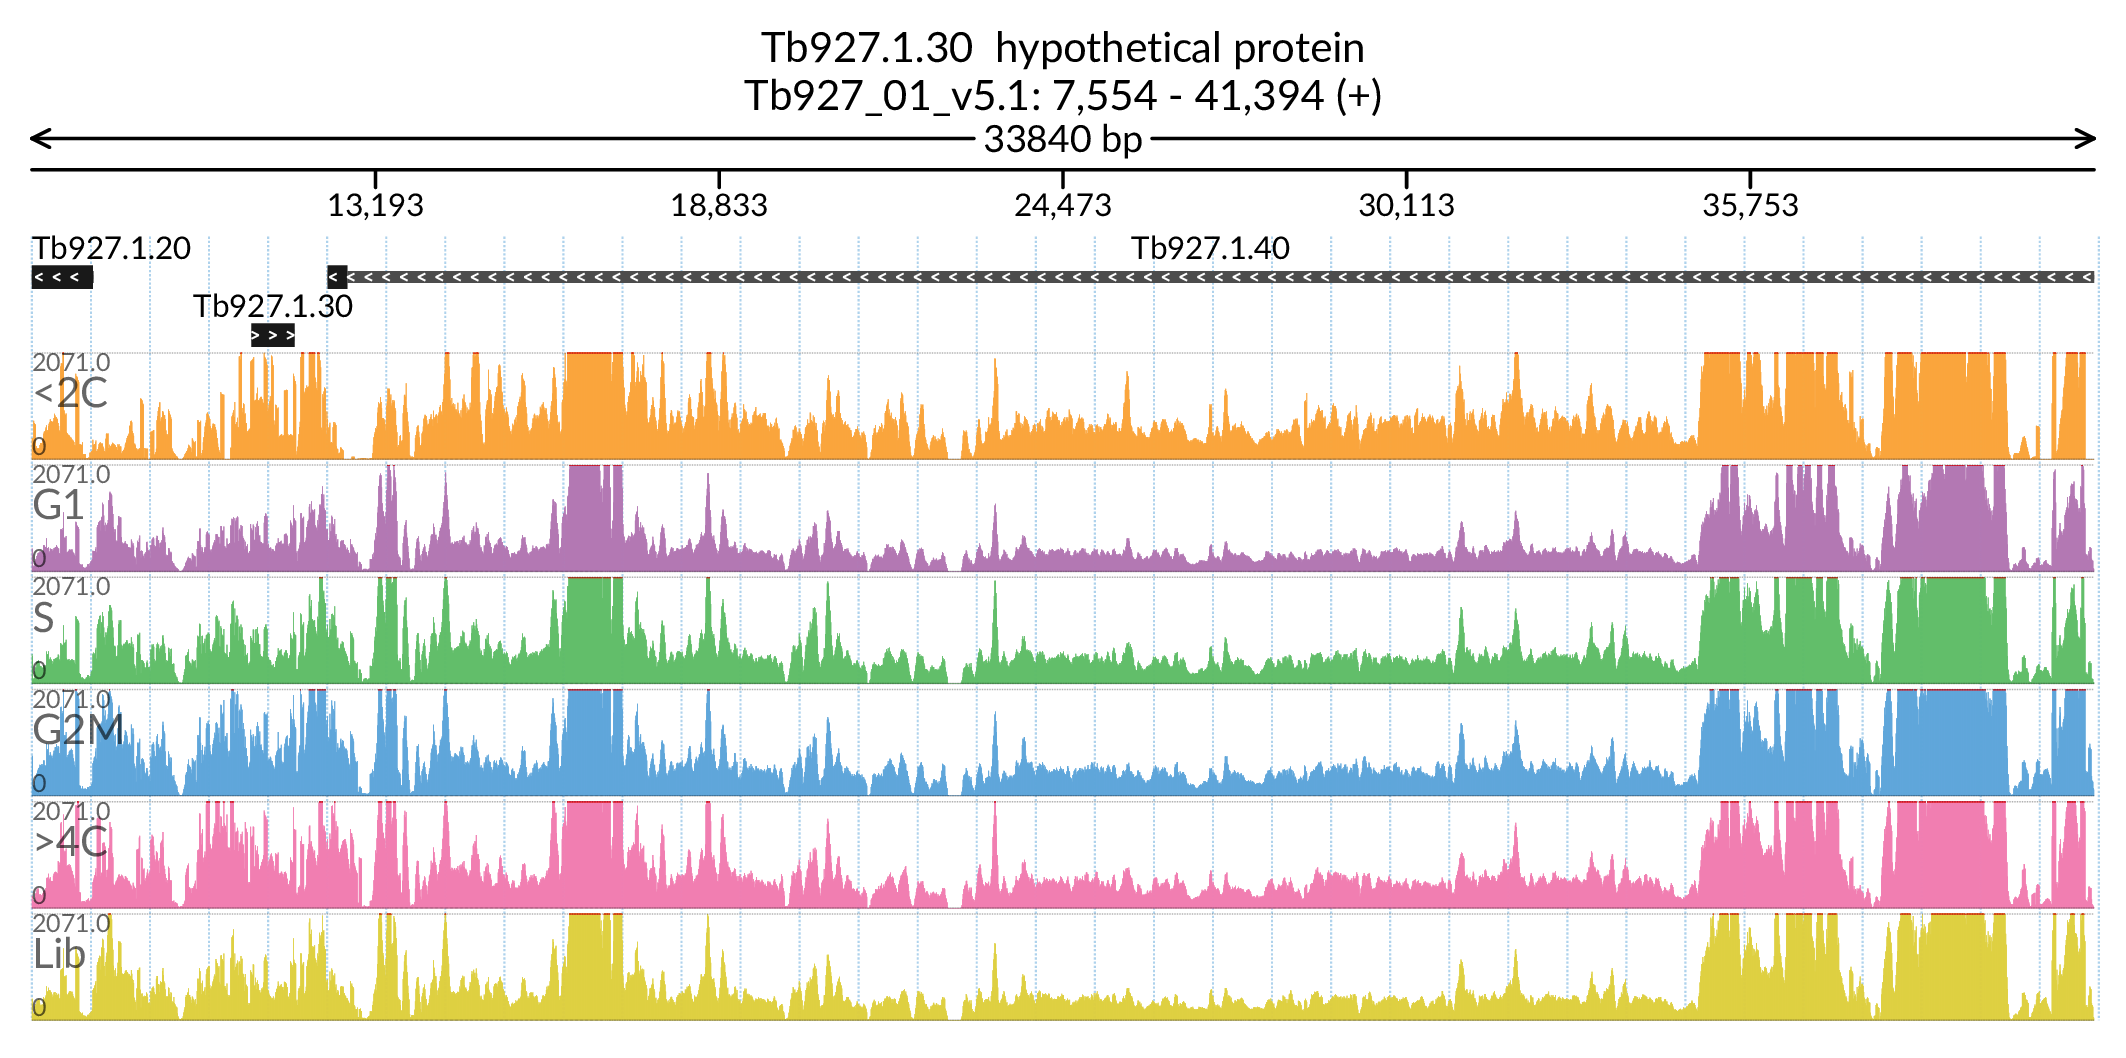 Tb927.1.30  hypothetical protein
Tb927_01_v5.1: 7,554 - 41,394 (+)
33840 bp
13,193 18,833 24,473 30,113 35,753
Tb927.1.20 Tb927.1.40
Tb927.1.30
2071.0
<2C
0
2071.0
G1
0
2071.0
S
0
2071.0
G2M
0
2071.0
>4C
0
2071.0
Lib
0